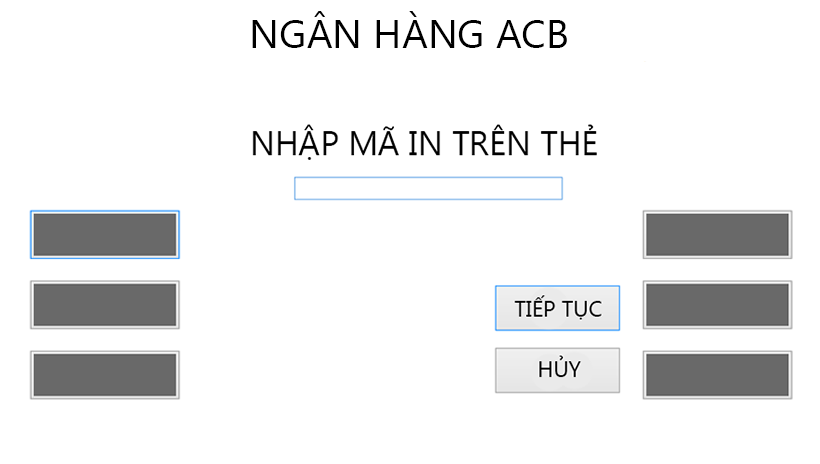 NGÂN HÀNG ACB
NHẬP MÃ IN TRÊN THẺ
TIẾP TỤC
HỦY